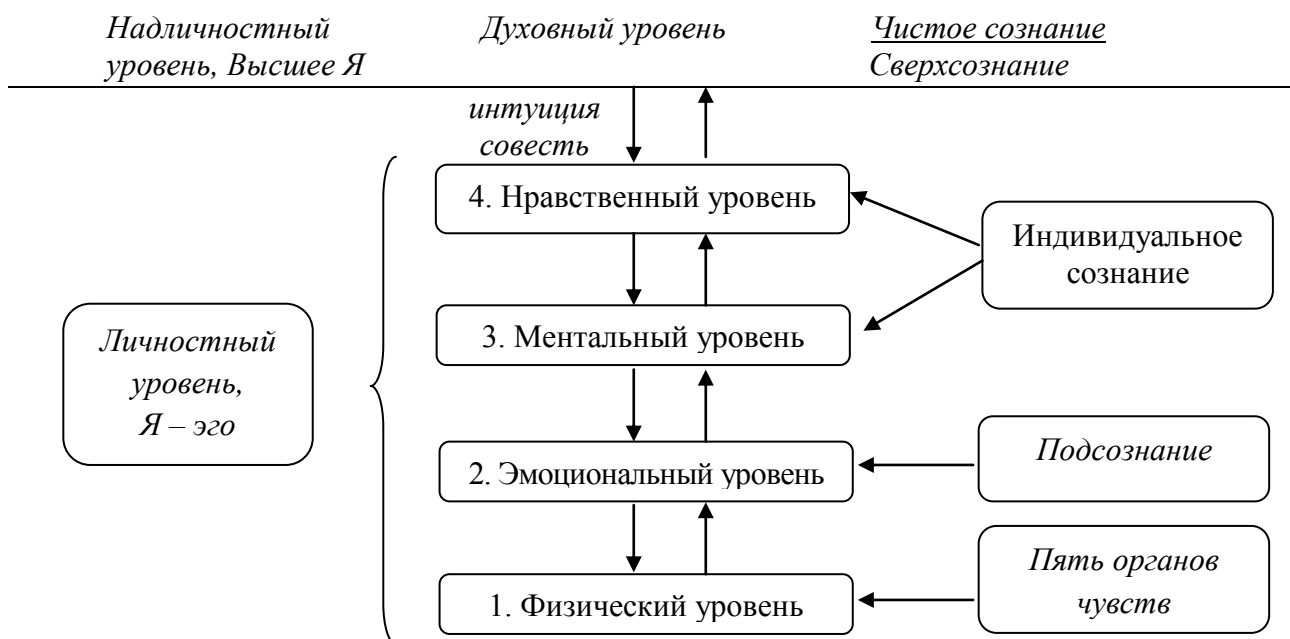 Надличностный
уровень, Высшее Я
Духовный уровень
Чистое сознание
Сверхсознание
интуиция
совесть
4. Нравственный уровень
Индивидуальное
сознание
3. Ментальный уровень
Личностный
уровень,
Я – эго
2. Эмоциональный уровень
Подсознание
1. Физический уровень
Пять органов
чувств